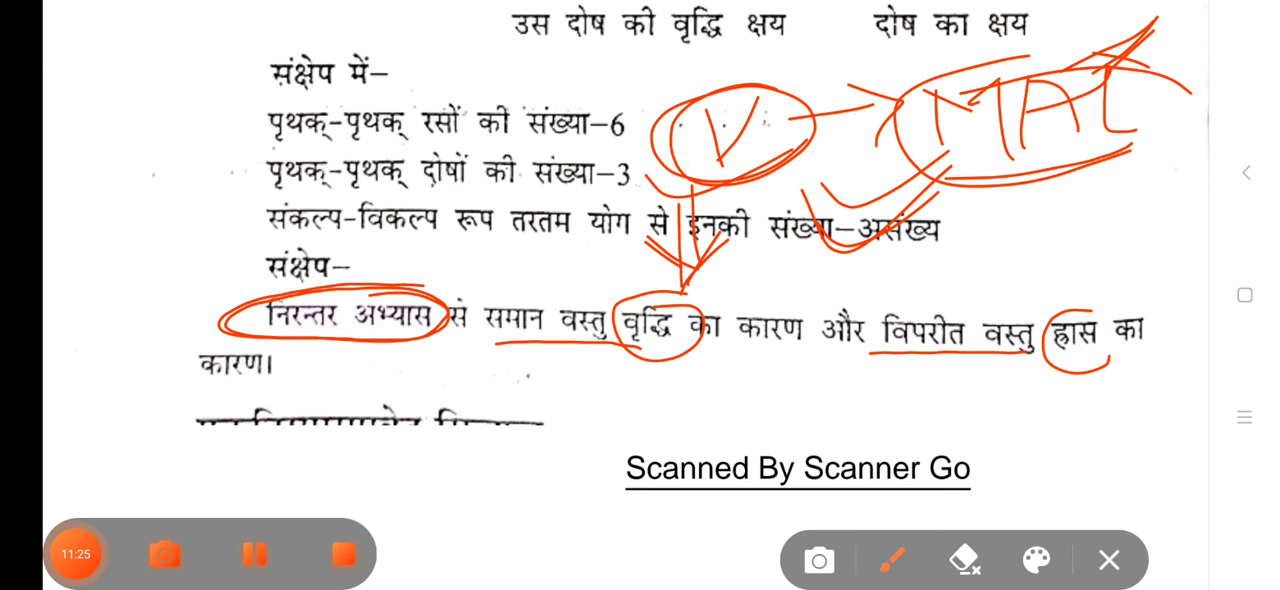 उस दोष की वृद्धि क्षय दोष का क्षय
संक्षेप में–
पृथक्-पृथक् रसों की संख्या–6
V
MAL
पृथक्-पृथक् दोषों की संख्या–3
संकल्प-विकल्प रूप तरतम योग से इनकी संख्या–असंख्य
संक्षेप–
निरन्तर अभ्यास से समान वस्तु वृद्धि का कारण और विपरीत वस्तु ह्रास का
कारण।
Scanned By Scanner Go
11:25